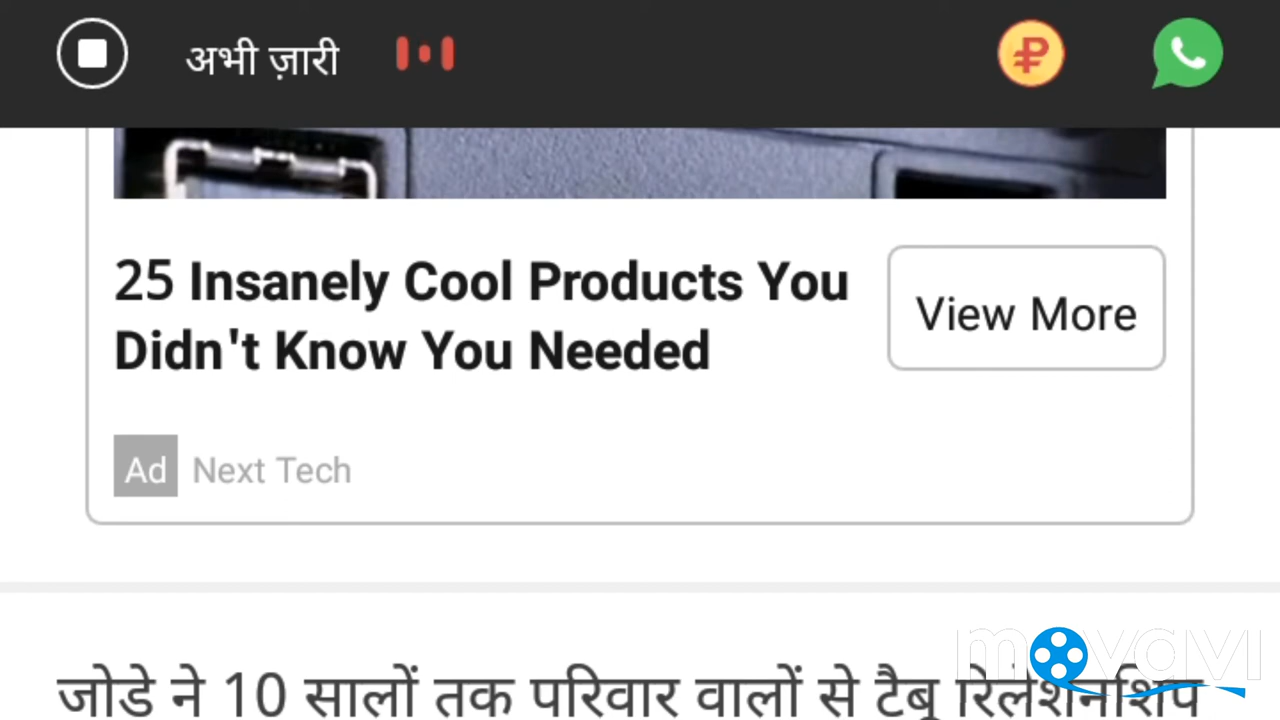 अभी ज़ारी
25 Insanely Cool Products You
Didn't Know You Needed
View More
Ad Next Tech
movavi
जोडे ने 10 सालों तक परिवार वालों से टैबू रिलेशनशिप